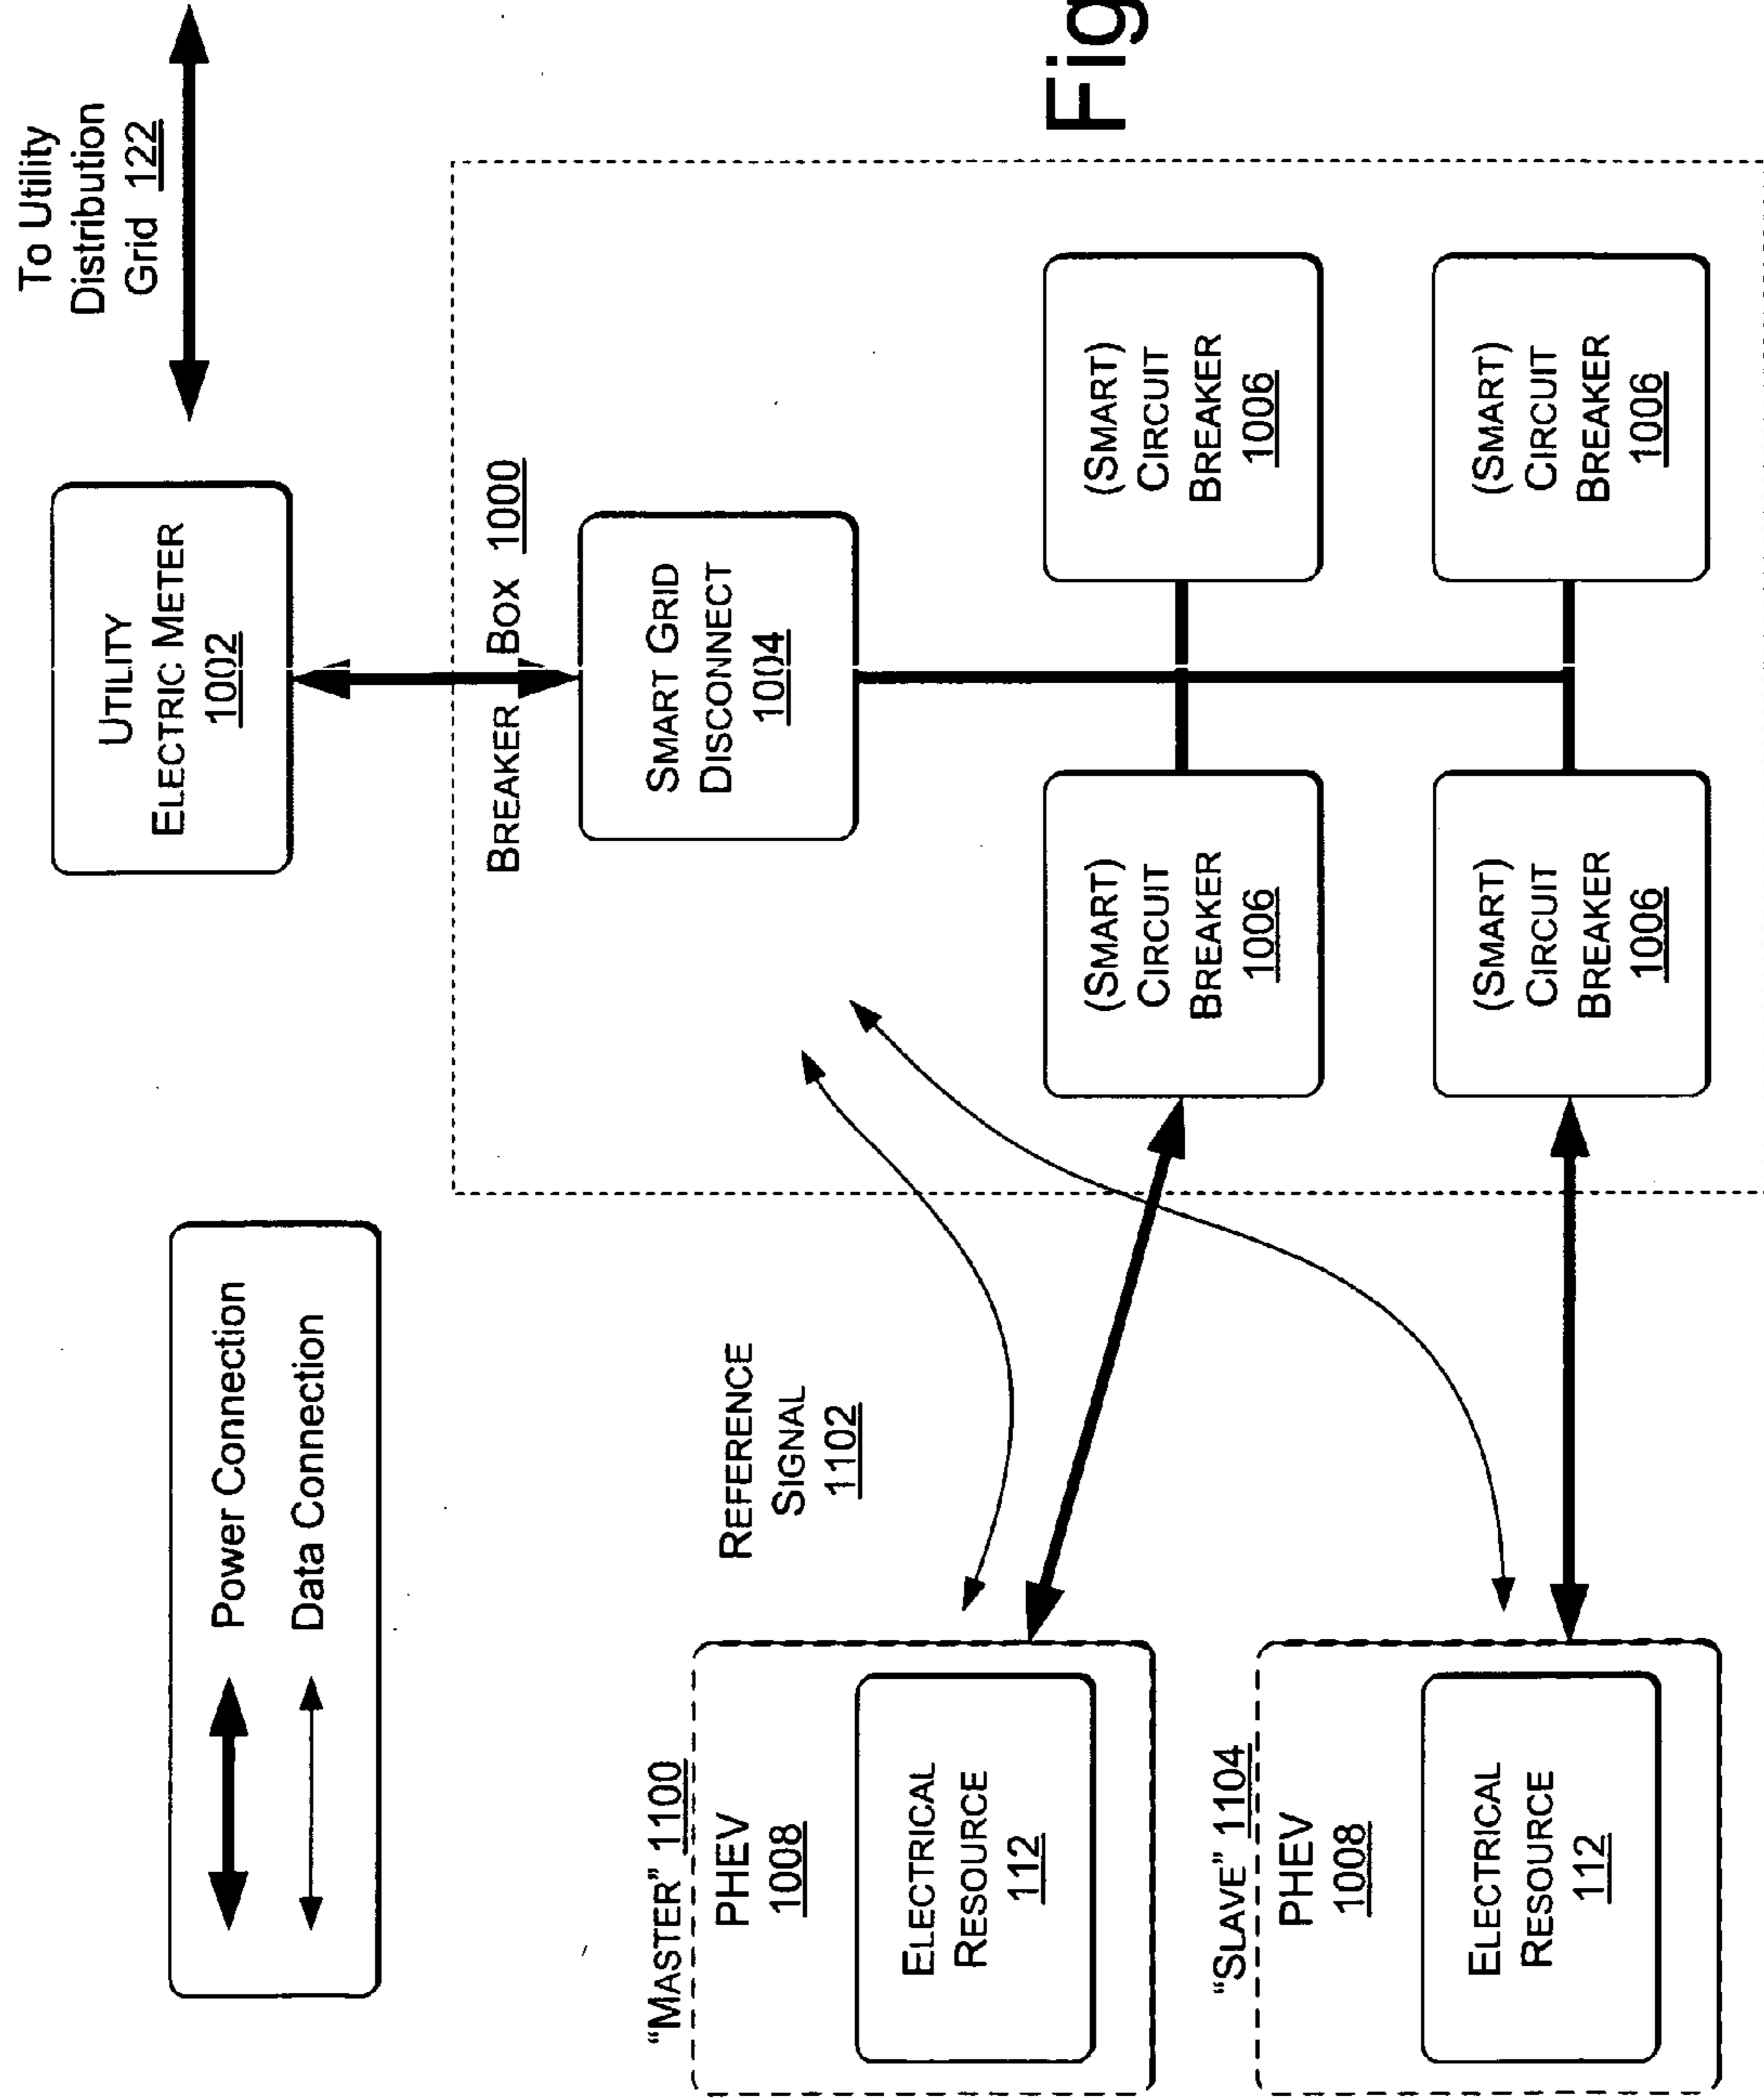 Power Connection
Data Connection
To Utility
Distribution
Grid 122
UTILITY
ELECTRIC METER
1002
BREAKER BOX 1000
SMART GRID
DISCONNECT
1004
REFERENCE
SIGNAL
1102
"MASTER" 1100
PHEV
1008
ELECTRICAL
RESOURCE
112
(SMART)
CIRCUIT
BREAKER
1006
(SMART)
CIRCUIT
BREAKER
1006
"SLAVE" 1104
PHEV
1008
ELECTRICAL
RESOURCE
112
(SMART)
CIRCUIT
BREAKER
1006
(SMART)
CIRCUIT
BREAKER
1006
Fig